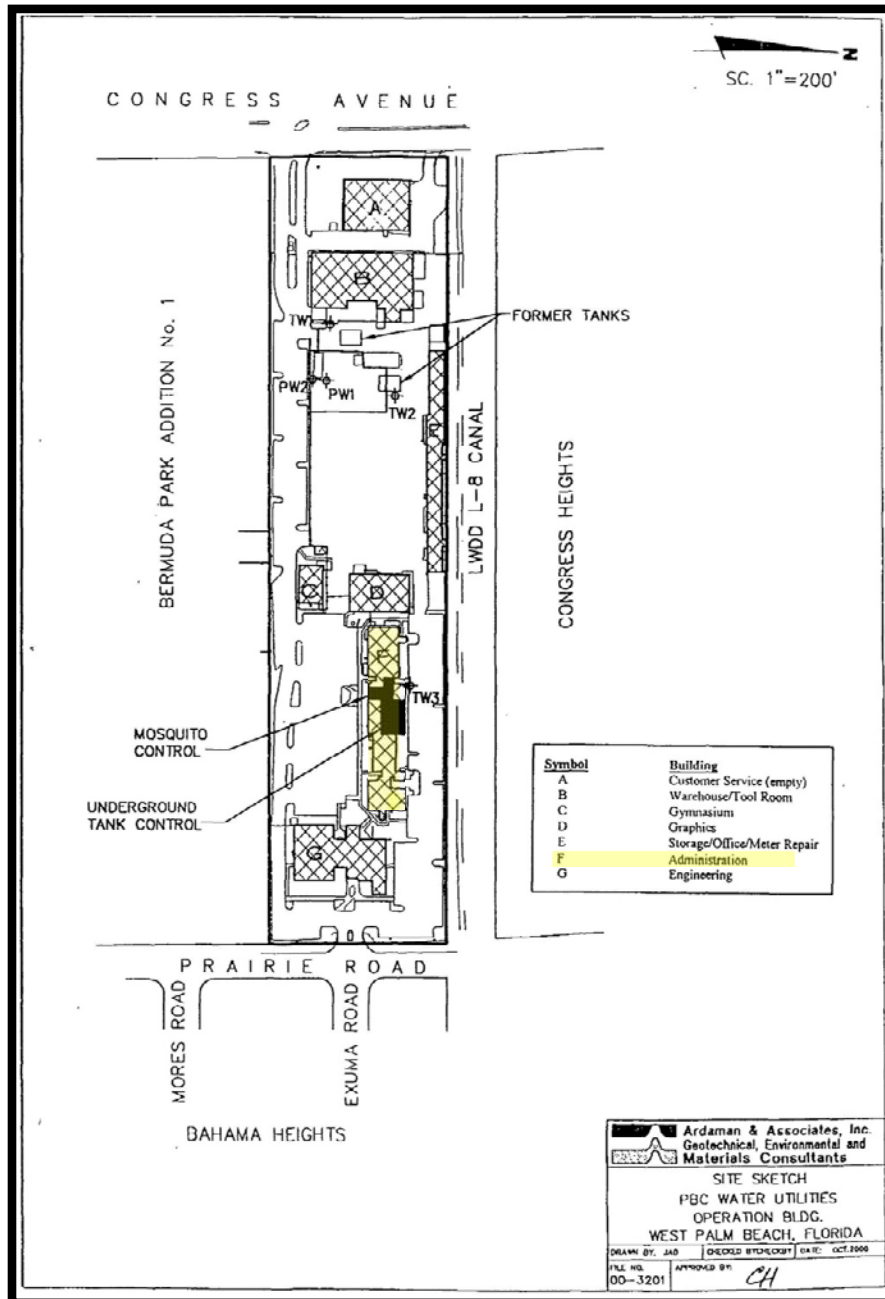 N
SC. 1"=200'
CONGRESS AVENUE
A
B
TW1
FORMER TANKS
PW2
PW1
TW2
E
BERMUDA PARK ADDITION No. 1
LWDD L-8 CANAL
CONGRESS HEIGHTS
C
D
F
TW3
MOSQUITO
CONTROL
UNDERGROUND
TANK CONTROL
G
Symbol Building
A Customer Service (empty)
B Warehouse/Tool Room
C Gymnasium
D Graphics
E Storage/Office/Meter Repair
F Administration
G Engineering
PRAIRIE ROAD
MORES ROAD
EXUMA ROAD
BAHAMA HEIGHTS
Ardaman & Associates, Inc.
Geotechnical, Environmental and
Materials Consultants
SITE SKETCH
PBC WATER UTILITIES
OPERATION BLDG.
WEST PALM BEACH, FLORIDA
DRAWN BY: JAD CHECKED BY: DATE: OCT.2000
FILE NO. APPROVED BY:
00-3201 CH